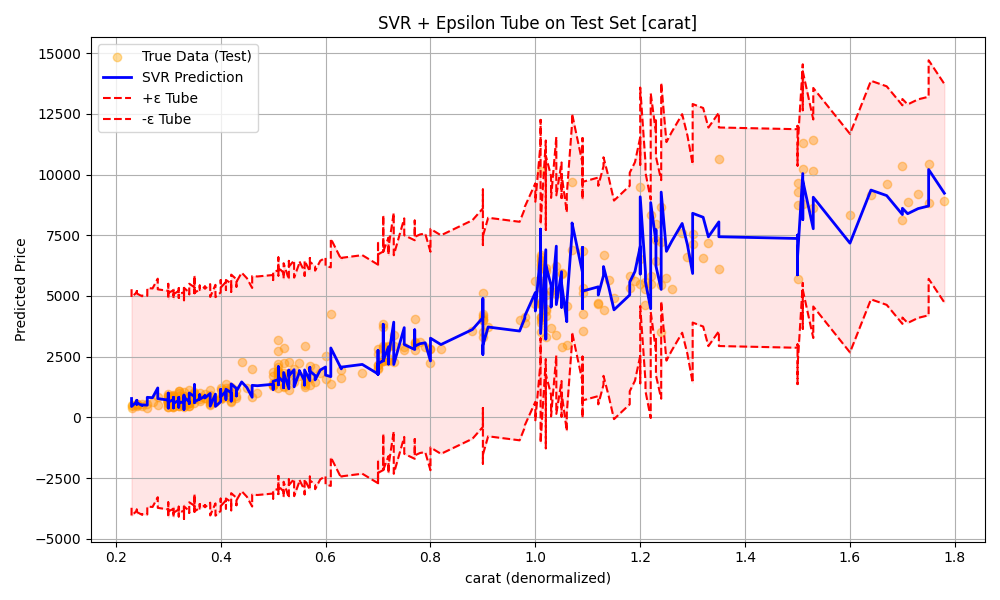 SVR + Epsilon Tube on Test Set [carat]
True Data (Test)
SVR Prediction
+ε Tube
-ε Tube
15000
12500
10000
7500
5000
2500
0
−2500
−5000
Predicted Price
0.2 0.4 0.6 0.8 1.0 1.2 1.4 1.6 1.8
carat (denormalized)